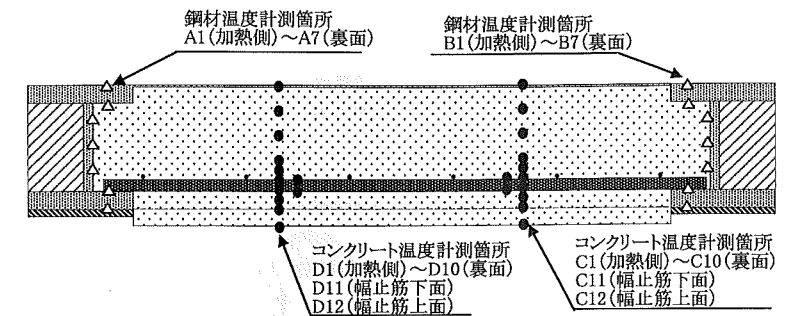 鋼材温度計測箇所
A1(加熱側)～A7(裏面)
鋼材温度計測箇所
B1(加熱側)～B7(裏面)
コンクリート温度計測箇所
D1(加熱側)～D10(裏面)
D11(幅止筋下面)
D12(幅止筋上面)
コンクリート温度計測箇所
C1(加熱側)～C10(裏面)
C11(幅止筋下面)
C12(幅止筋上面)